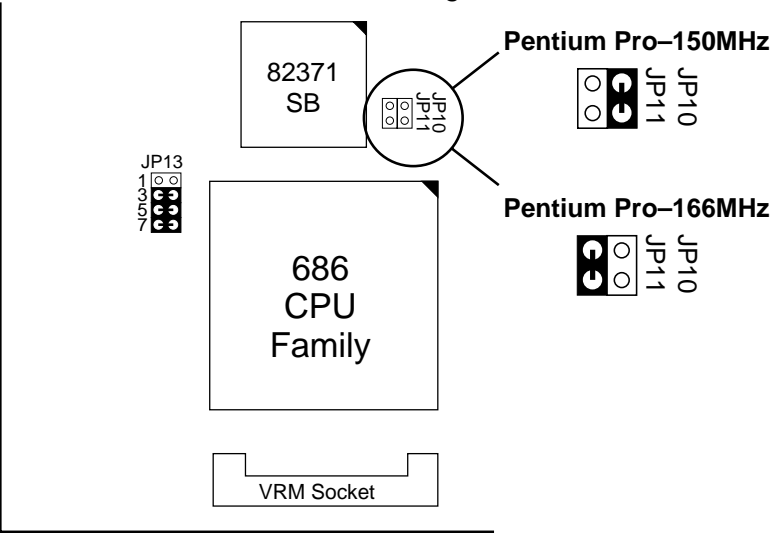 Pentium Pro–150MHz
JP10
JP11
82371
SB
JP10
JP11
JP13
1
3
5
7
Pentium Pro–166MHz
JP10
JP11
686
CPU
Family
VRM Socket